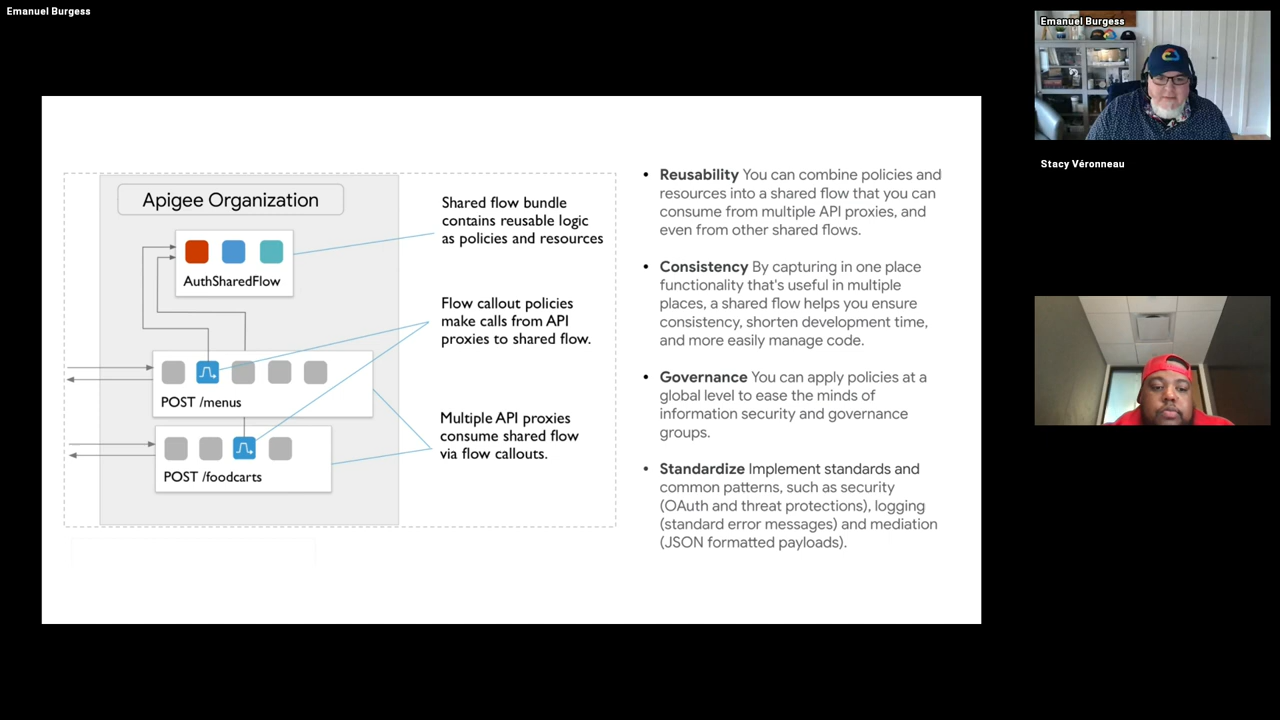 Emanuel Burgess
Emanuel Burgess
Stacy Véronneau
Apigee Organization
AuthSharedFlow
POST /menus
POST /foodcarts
Shared flow bundle
contains reusable logic
as policies and resources
Flow callout policies
make calls from API
proxies to shared flow.
Multiple API proxies
consume shared flow
via flow callouts.
• Reusability You can combine policies and
resources into a shared flow that you can
consume from multiple API proxies, and
even from other shared flows.
• Consistency By capturing in one place
functionality that's useful in multiple
places, a shared flow helps you ensure
consistency, shorten development time,
and more easily manage code.
• Governance You can apply policies at a
global level to ease the minds of
information security and governance
groups.
• Standardize Implement standards and
common patterns, such as security
(OAuth and threat protections), logging
(standard error messages) and mediation
(JSON formatted payloads).